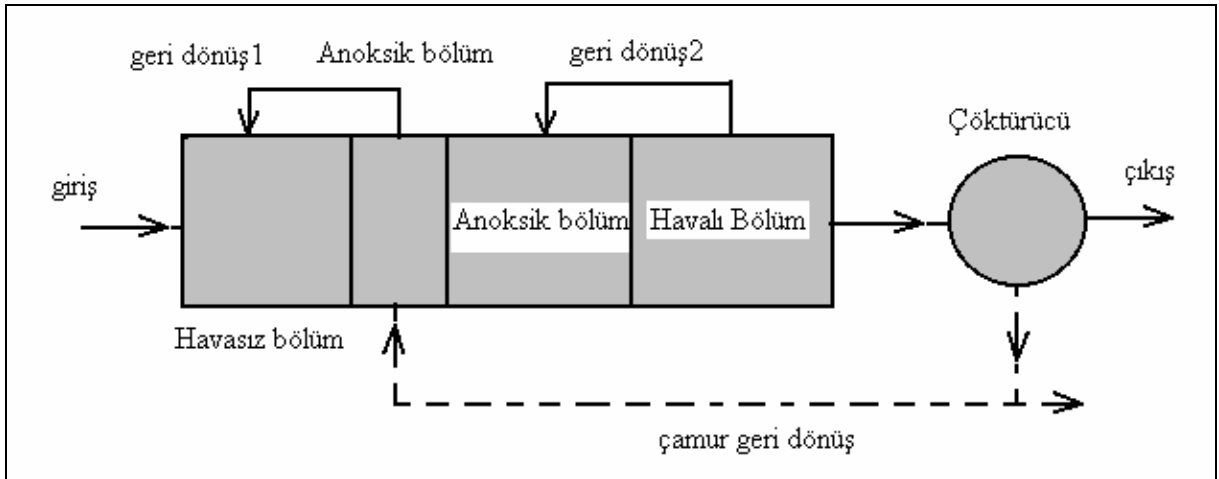 geri dönüş1
Anoksik bölüm
geri dönüş2
Çöktürücü
giriş
çıkış
Anoksik bölüm
Havalı Bölüm
Havasız bölüm
çamur geri dönüş